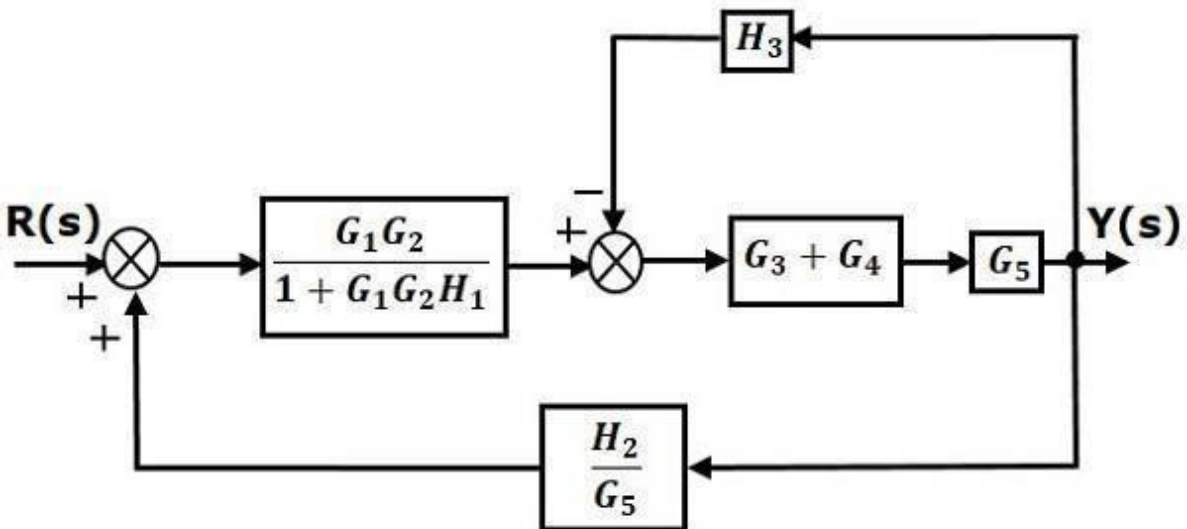 H₃
−
R(s)
G₁G₂
1 + G₁G₂H₁
+
G₃ + G₄
G₅
Y(s)
+
+
H₂
G₅